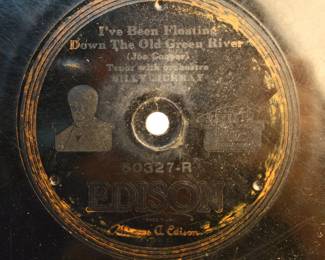 I've Been Floating
Down The Old Green River
(Joe Cooper)
Tenor with orchestra
BILLY MURRAY
80327-R
EDISON
Thomas A Edison